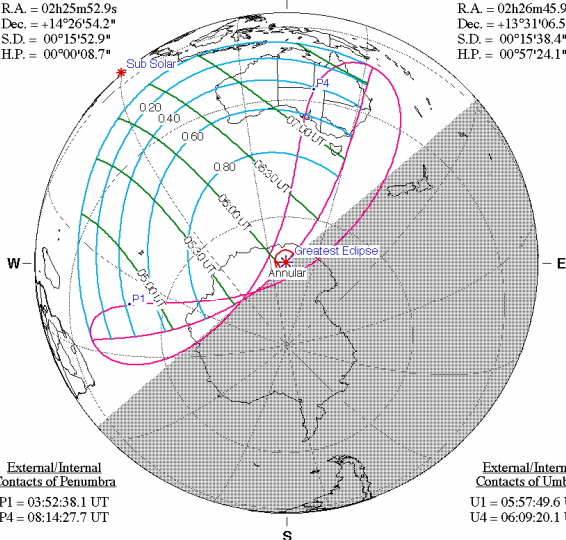 R.A. = 02h25m52.9s
Dec. = +14°26'54.2"
S.D. = 00°15'52.9"
H.P. = 00°00'08.7"
R.A. = 02h26m45.9
Dec. = +13°31'06.5
S.D. = 00°15'38.4"
H.P. = 00°57'24.1"
Sub Solar
P4
0.20
0.40
0.60
0.80
07:00 UT
06:30 UT
06:00 UT
05:30 UT
05:00 UT
W
E
Greatest Eclipse
Annular
P1
External/Internal
Contacts of Penumbra
P1 = 03:52:38.1 UT
P4 = 08:14:27.7 UT
External/Intern
Contacts of Umb
U1 = 05:57:49.6 U
U4 = 06:09:20.1 U
S